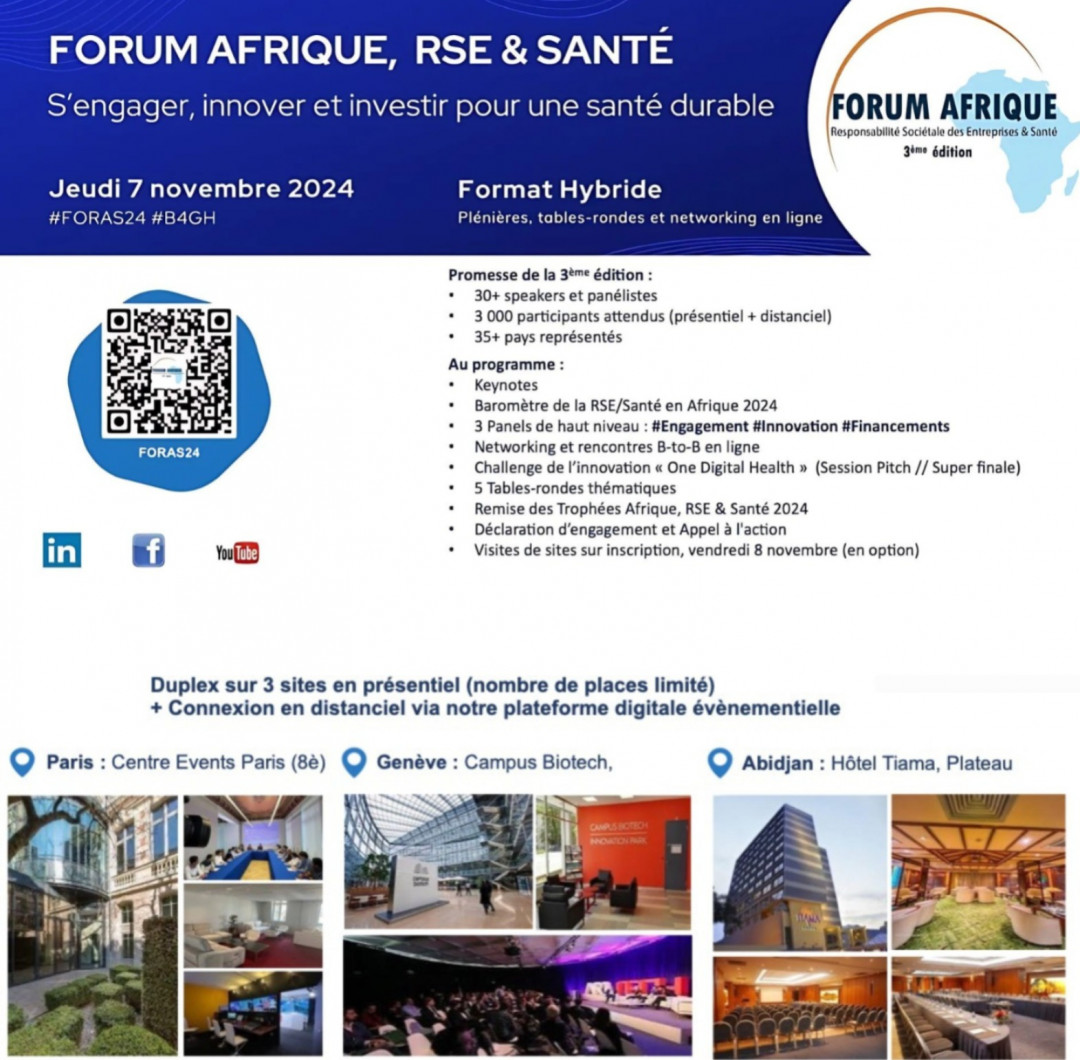 FORUM AFRIQUE, RSE & SANTÉ
S'engager, innover et investir pour une santé durable
Jeudi 7 novembre 2024
#FORAS24 #B4GH
Format Hybride
Plénières, tables-rondes et networking en ligne
FORUM AFRIQUE
Responsabilité Sociétale des Entreprises & Santé
3ème édition
FORAS24
in
f
YouTube
Promesse de la 3ème édition :
• 30+ speakers et panélistes
• 3 000 participants attendus (présentiel + distanciel)
• 35+ pays représentés
Au programme :
• Keynotes
• Baromètre de la RSE/Santé en Afrique 2024
• 3 Panels de haut niveau : #Engagement #Innovation #Financements
• Networking et rencontres B-to-B en ligne
• Challenge de l'innovation « One Digital Health » (Session Pitch // Super finale)
• 5 Tables-rondes thématiques
• Remise des Trophées Afrique, RSE & Santé 2024
• Déclaration d'engagement et Appel à l'action
• Visites de sites sur inscription, vendredi 8 novembre (en option)
Duplex sur 3 sites en présentiel (nombre de places limité)
+ Connexion en distanciel via notre plateforme digitale évènementielle
Paris : Centre Events Paris (8è)
Genève : Campus Biotech,
Abidjan : Hôtel Tiama, Plateau
CAMPUS BIOTECH
INNOVATION PARK